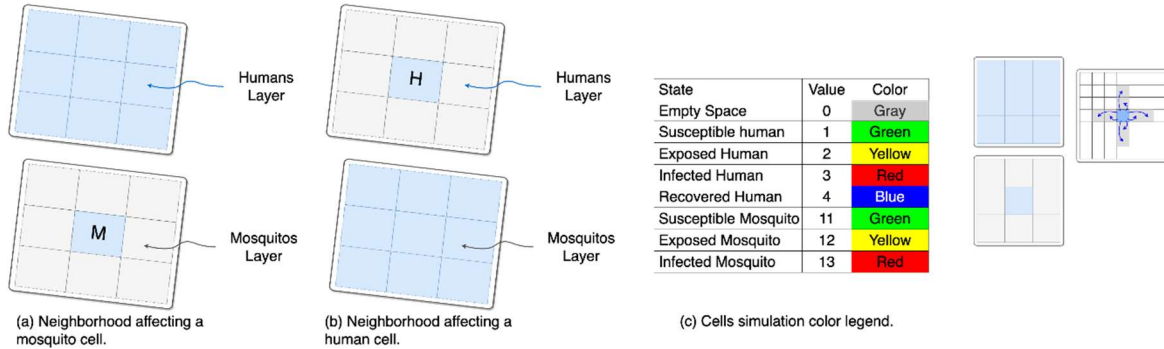 Humans
Layer
M
Mosquitos
Layer
(a) Neighborhood affecting a
mosquito cell.
H
Humans
Layer
Mosquitos
Layer
(b) Neighborhood affecting a
human cell.
State Value Color
Empty Space 0 Gray
Susceptible human 1 Green
Exposed Human 2 Yellow
Infected Human 3 Red
Recovered Human 4 Blue
Susceptible Mosquito 11 Green
Exposed Mosquito 12 Yellow
Infected Mosquito 13 Red
(c) Cells simulation color legend.